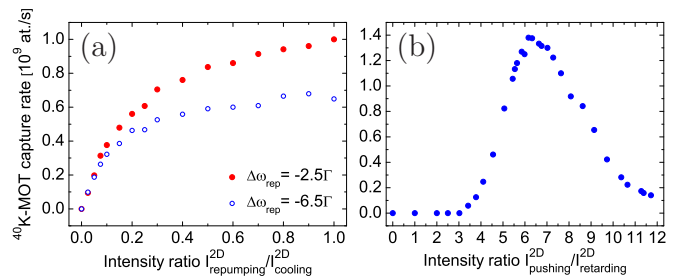 (a)
(b)
⁴⁰K-MOT capture rate [10⁹ at./s]
1.0
0.8
0.6
0.4
0.2
0.0
Δω_rep = -2.5Γ
Δω_rep = -6.5Γ
0.0 0.2 0.4 0.6 0.8 1.0
Intensity ratio I^2D_repumping/I^2D_cooling
1.4
1.2
1.0
0.8
0.6
0.4
0.2
0.0
0 1 2 3 4 5 6 7 8 9 10 11 12
Intensity ratio I^2D_pushing/I^2D_retarding